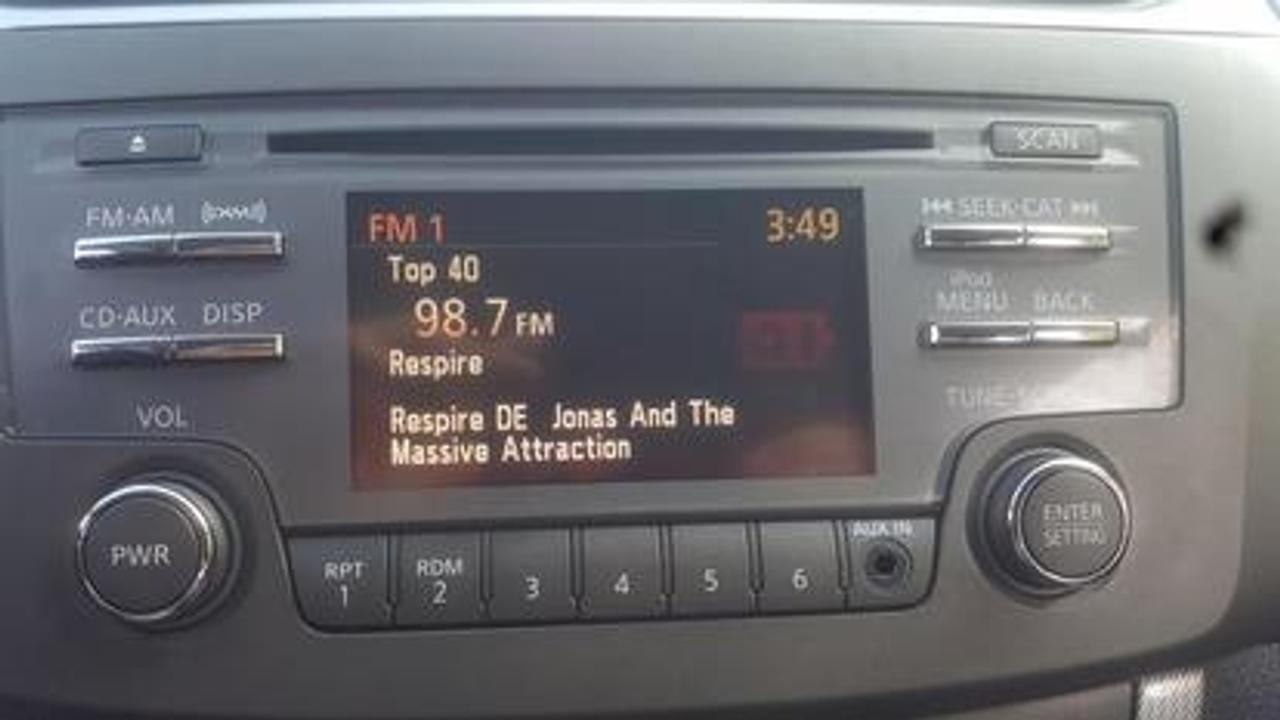 SCAN
FM·AM (((XM)))
SEEK·CAT
FM 1 3:49
Top 40
98.7 FM
Respire
Respire DE Jonas And The
Massive Attraction
iPod
MENU BACK
CD·AUX DISP
VOL
TUNE
PWR
ENTER
SETTING
RPT
1
RDM
2
3
4
5
6
AUX IN